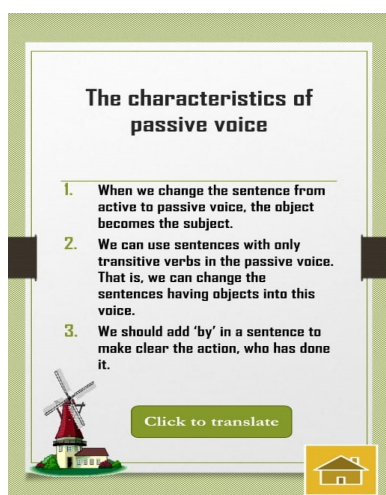 The characteristics of
passive voice
1. When we change the sentence from
active to passive voice, the object
becomes the subject.
2. We can use sentences with only
transitive verbs in the passive voice.
That is, we can change the
sentences having objects into this
voice.
3. We should add ‘by’ in a sentence to
make clear the action, who has done
it.
Click to translate